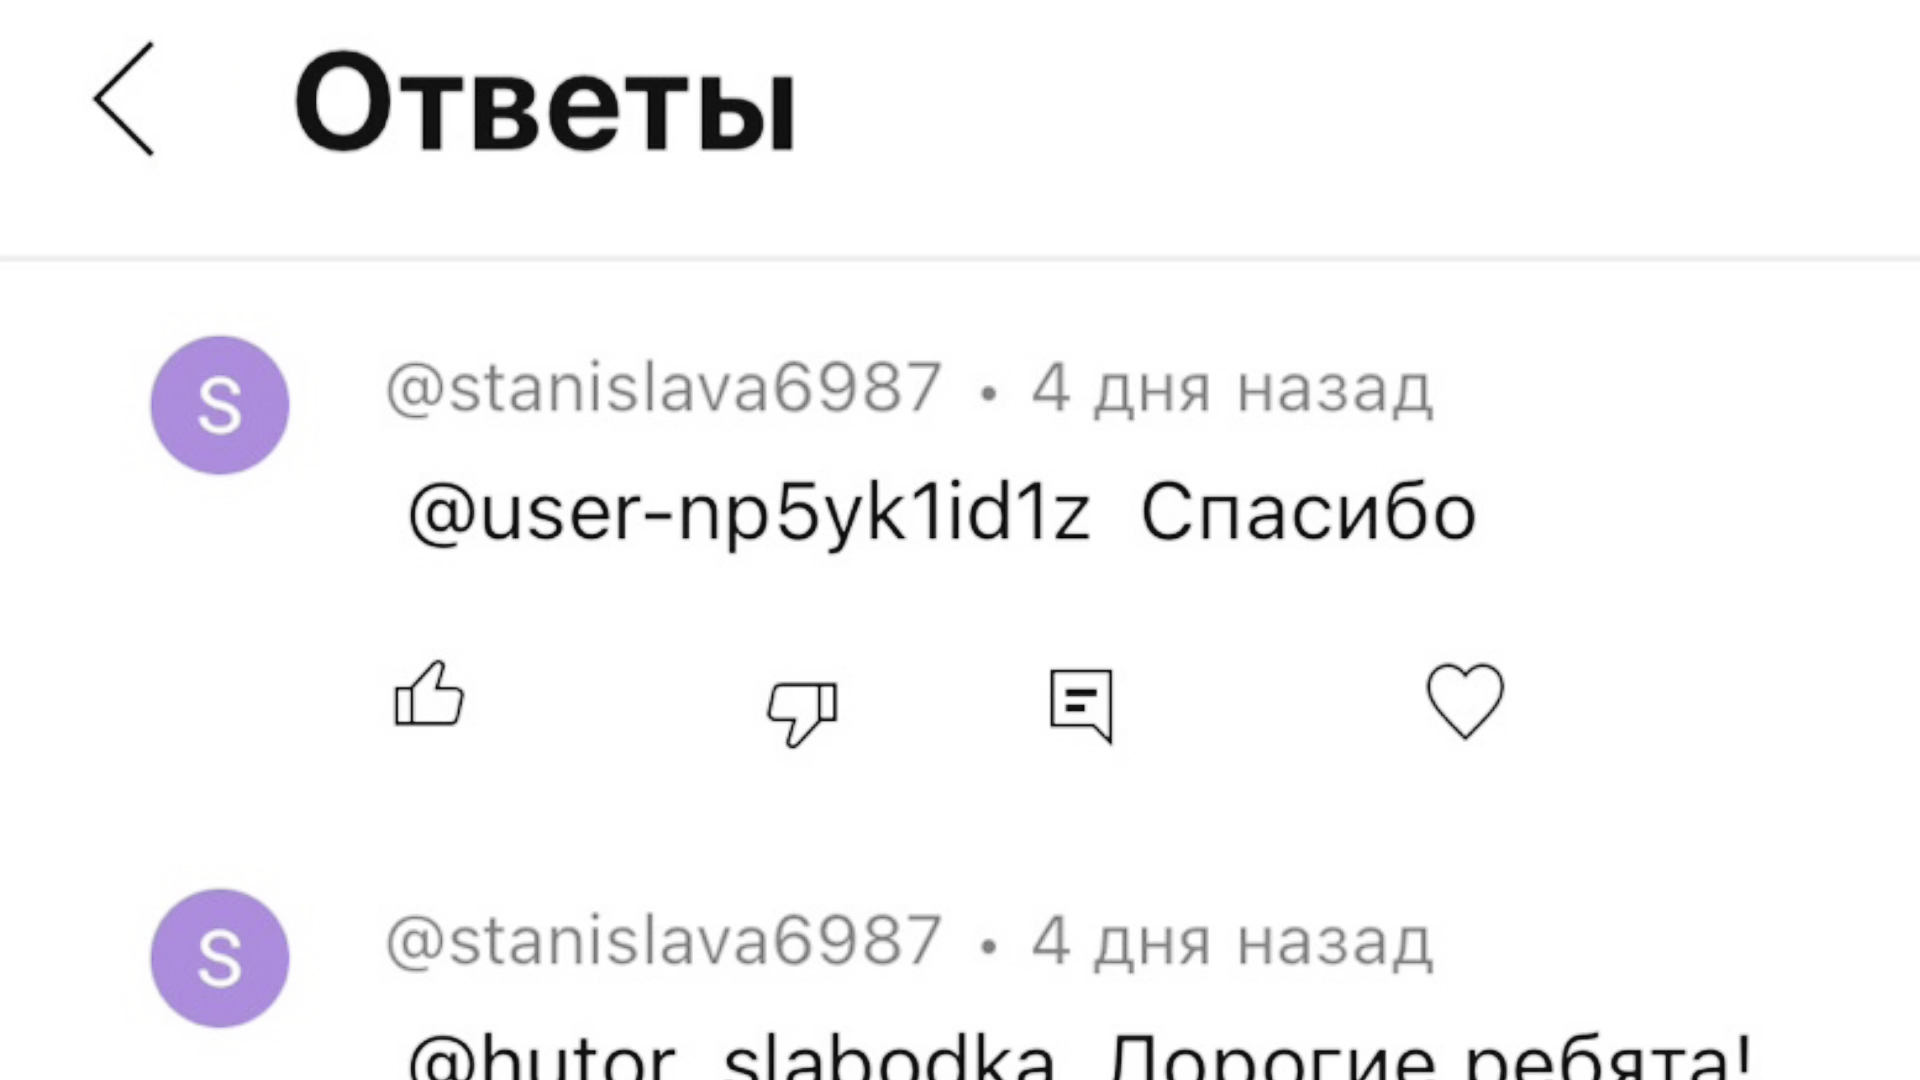 Ответы
S
@stanislava6987 • 4 дня назад
@user-np5yk1id1z Спасибо
S
@stanislava6987 • 4 дня назад
@hutor_slabodka Дорогие ребята!